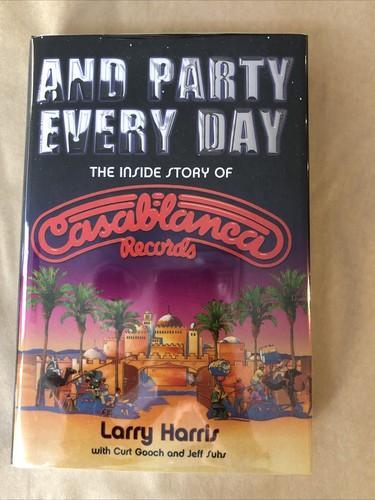 AND PARTY
EVERY DAY
THE INSIDE STORY OF
Casablanca
Records
Larry Harris
with Curt Gooch and Jeff Suhs